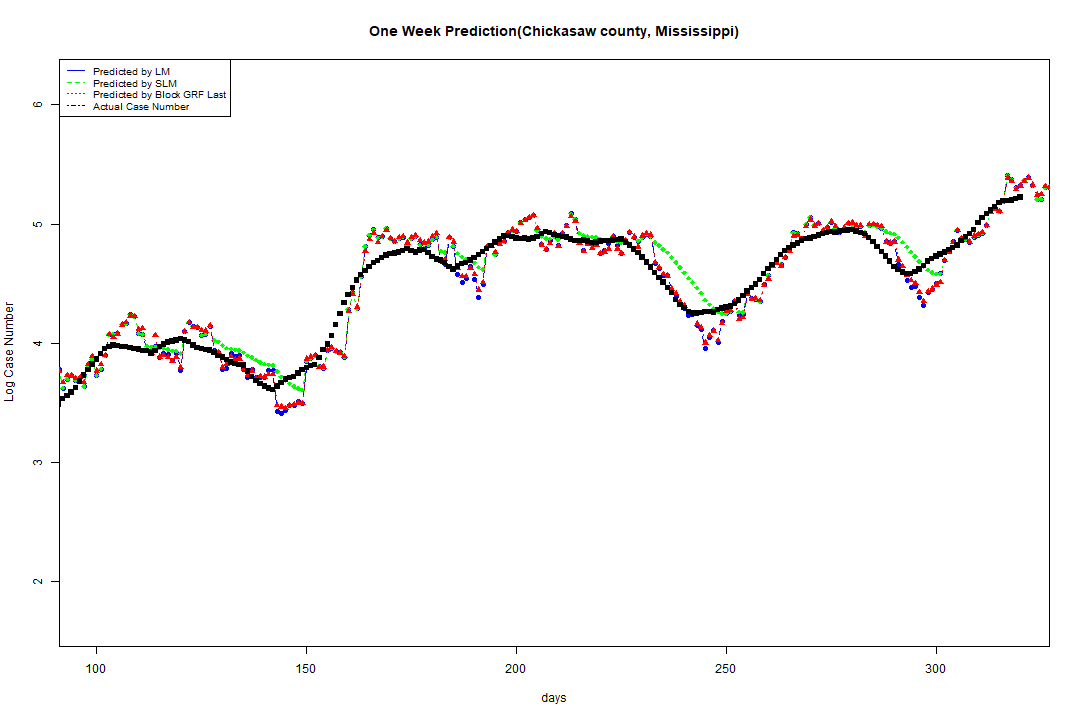 One Week Prediction(Chickasaw county, Mississippi)
Predicted by LM
Predicted by SLM
Predicted by Block GRF Last
Actual Case Number
6
5
4
3
2
Log Case Number
100 150 200 250 300
days